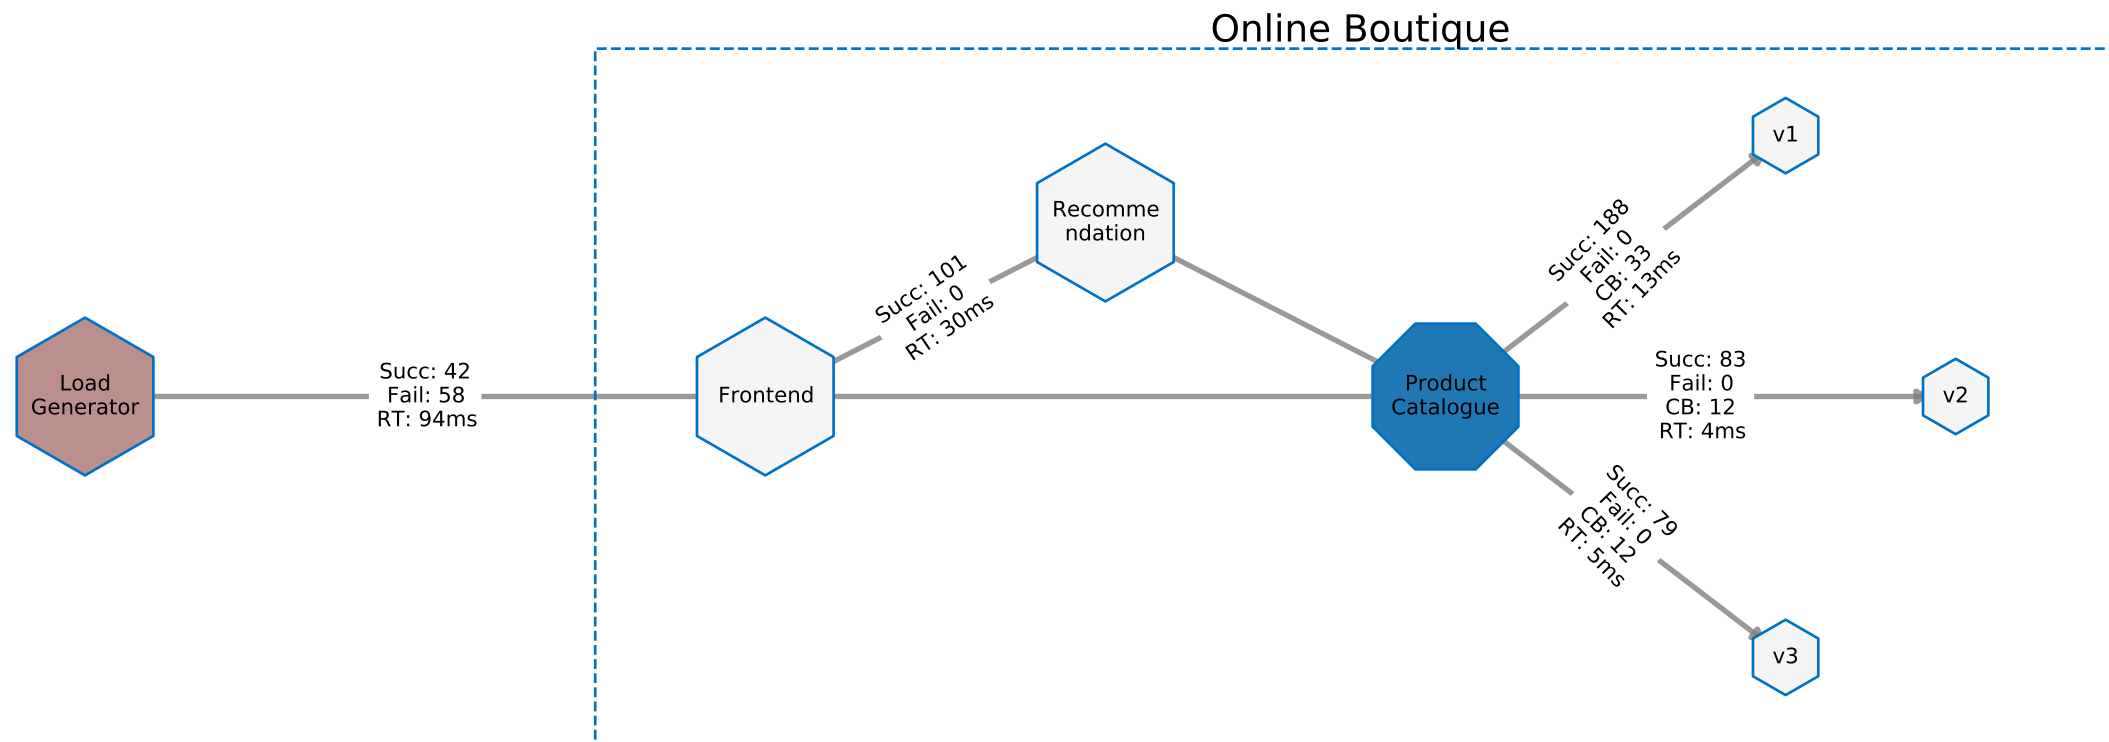 Online Boutique
v1
Recomme
ndation
Succ: 188
Fail: 0
CB: 33
RT: 13ms
Succ: 101
Fail: 0
RT: 30ms
Load
Generator
Succ: 42
Fail: 58
RT: 94ms
Frontend
Product
Catalogue
Succ: 83
Fail: 0
CB: 12
RT: 4ms
v2
Succ: 79
Fail: 0
CB: 12
RT: 5ms
v3